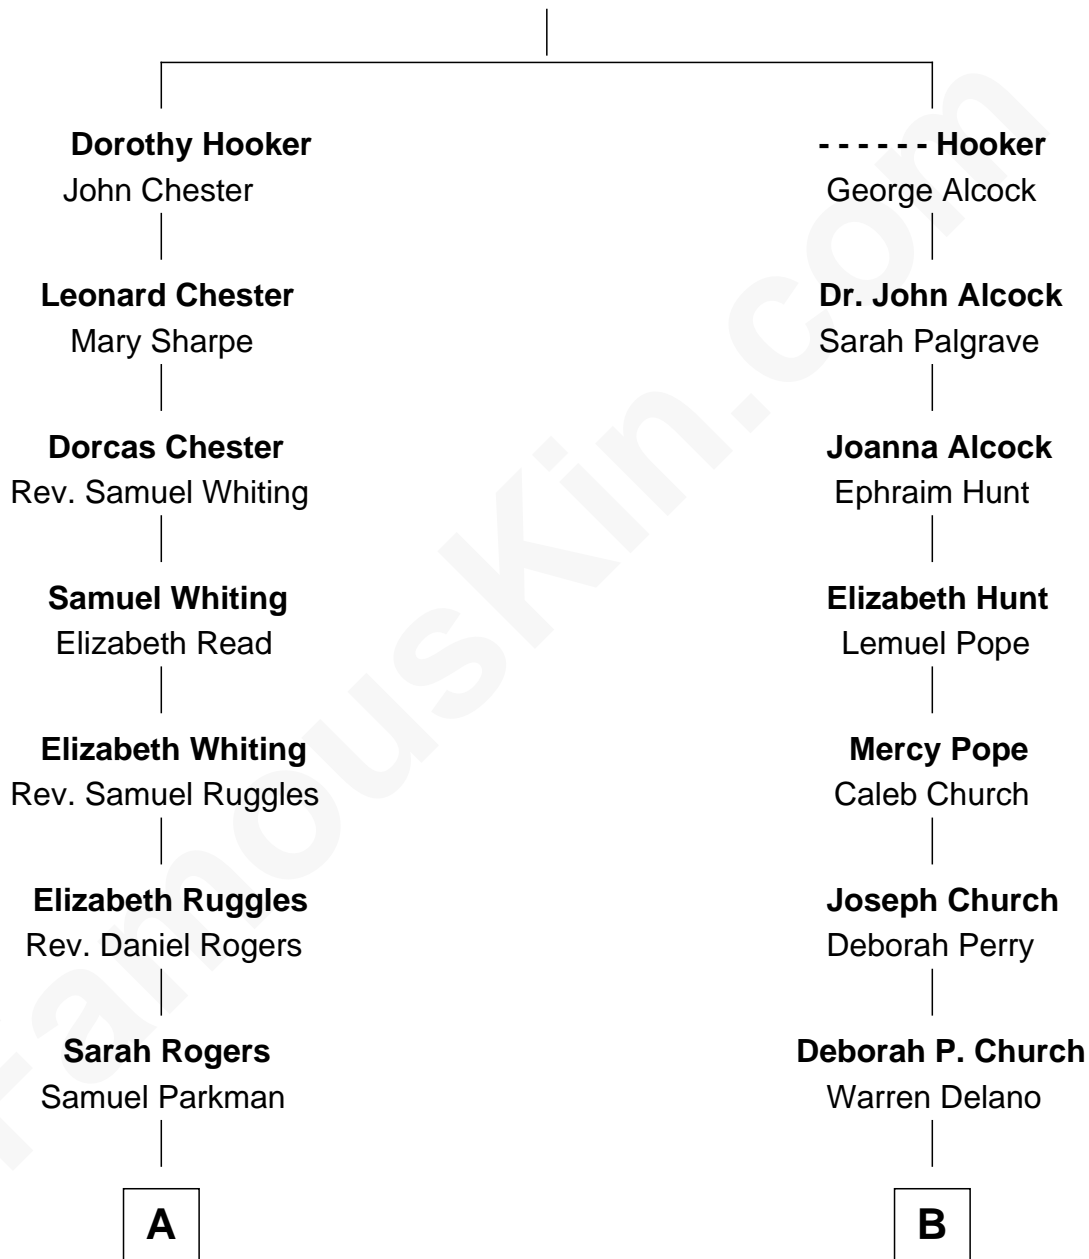 Dorothy Hooker
John Chester
Leonard Chester
Mary Sharpe
Dorcas Chester
Rev. Samuel Whiting
Samuel Whiting
Elizabeth Read
Elizabeth Whiting
Rev. Samuel Ruggles
Elizabeth Ruggles
Rev. Daniel Rogers
Sarah Rogers
Samuel Parkman
A
- - - - - - Hooker
George Alcock
Dr. John Alcock
Sarah Palgrave
Joanna Alcock
Ephraim Hunt
Elizabeth Hunt
Lemuel Pope
Mercy Pope
Caleb Church
Joseph Church
Deborah Perry
Deborah P. Church
Warren Delano
B
FamousKin.com